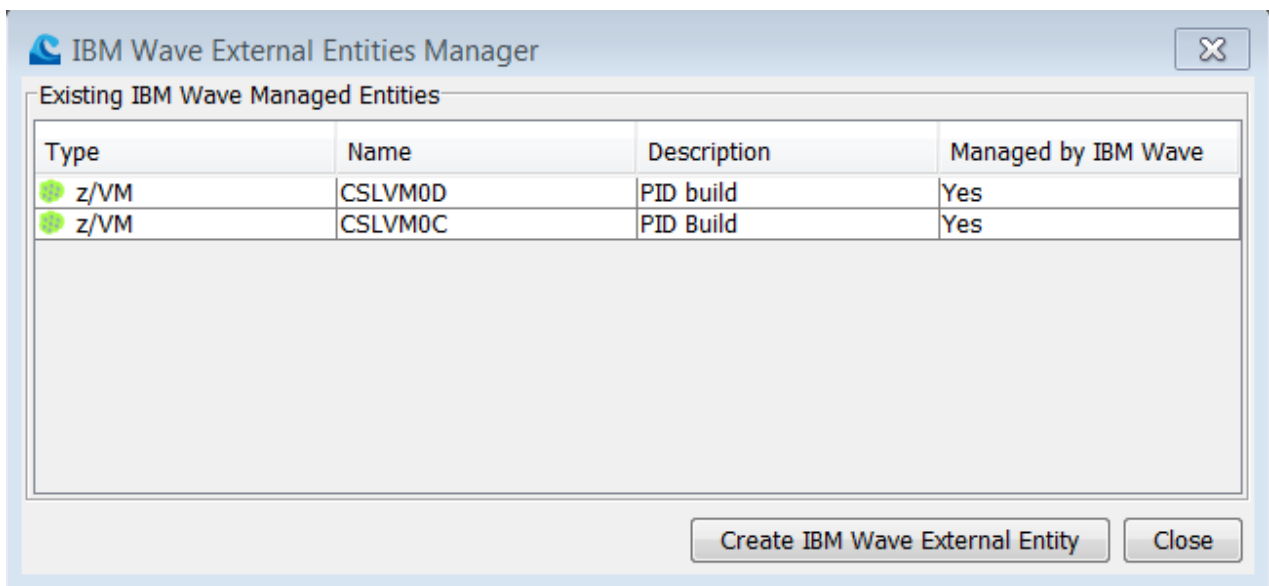 IBM Wave External Entities Manager
Existing IBM Wave Managed Entities
Type Name Description Managed by IBM Wave
z/VM CSLVM0D PID build Yes
z/VM CSLVM0C PID Build Yes
Create IBM Wave External Entity Close